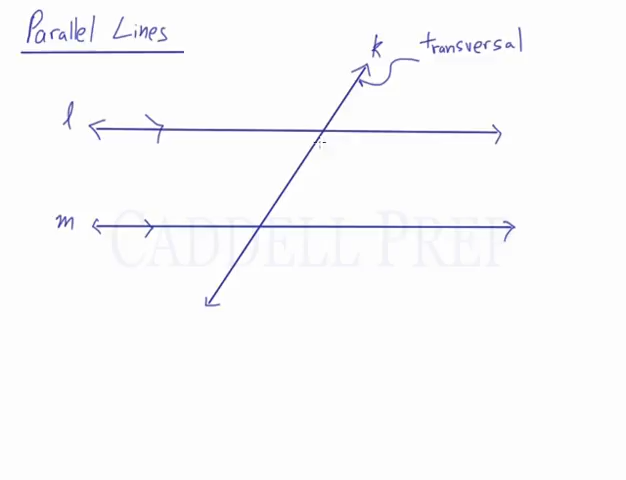 Parallel Lines
k
transversal
l
m
CADDELL PREP